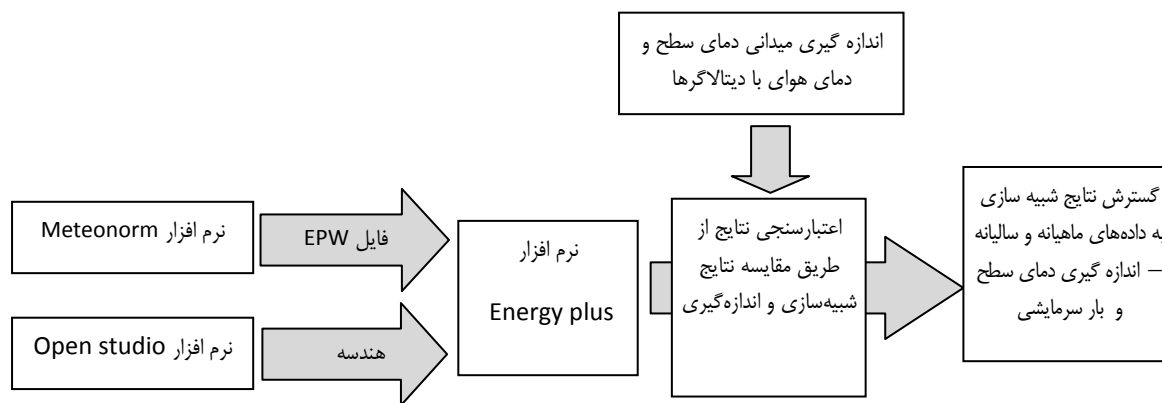 اندازه گیری میدانی دمای سطح و
دمای هوای با دیتالاگرها
نرم افزار Meteonorm
فایل EPW
نرم افزار Open studio
هندسه
نرم افزار
Energy plus
اعتبارسنجی نتایج از
طریق مقایسه نتایج
شبیه‌سازی و اندازه‌گیری
گسترش نتایج شبیه سازی
به داده‌های ماهیانه و سالیانه
– اندازه گیری دمای سطح
و بار سرمایشی